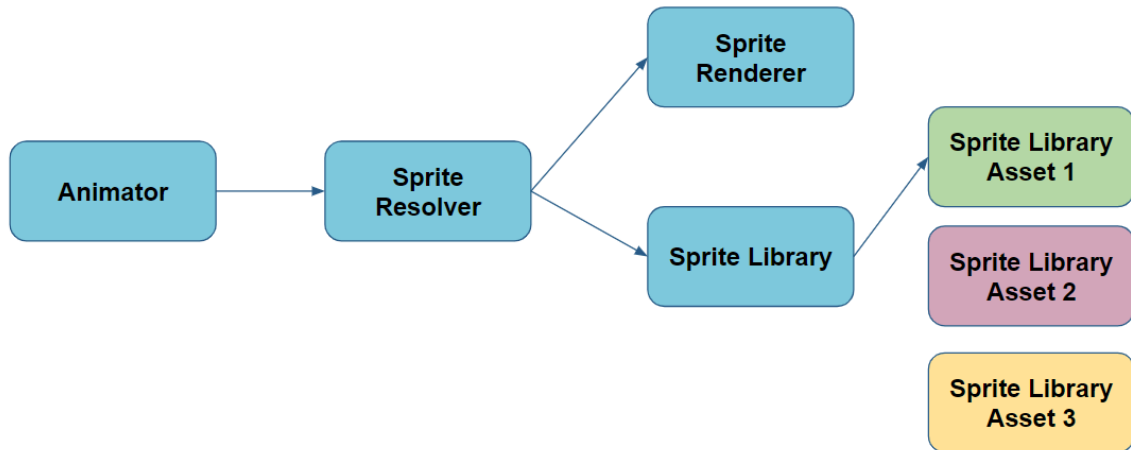 Animator
Sprite
Resolver
Sprite
Renderer
Sprite Library
Sprite Library
Asset 1
Sprite Library
Asset 2
Sprite Library
Asset 3